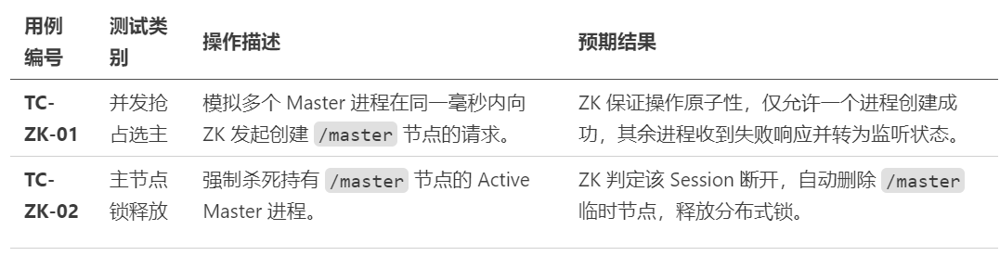 用例编号 测试类别 操作描述 预期结果
TC-ZK-01 并发抢占选主 模拟多个 Master 进程在同一毫秒内向 ZK 发起创建 /master 节点的请求。 ZK 保证操作原子性，仅允许一个进程创建成功，其余进程收到失败响应并转为监听状态。
TC-ZK-02 主节点锁释放 强制杀死持有 /master 节点的 Active Master 进程。 ZK 判定该 Session 断开，自动删除 /master 临时节点，释放分布式锁。